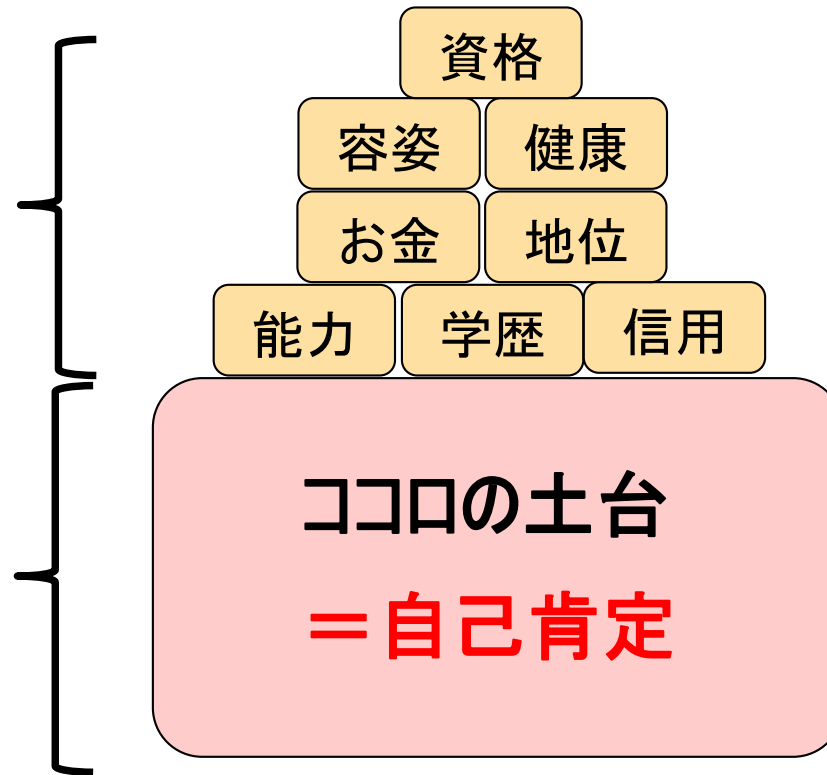 資格
容姿 健康
お金 地位
能力 学歴 信用
ココロの土台
＝自己肯定